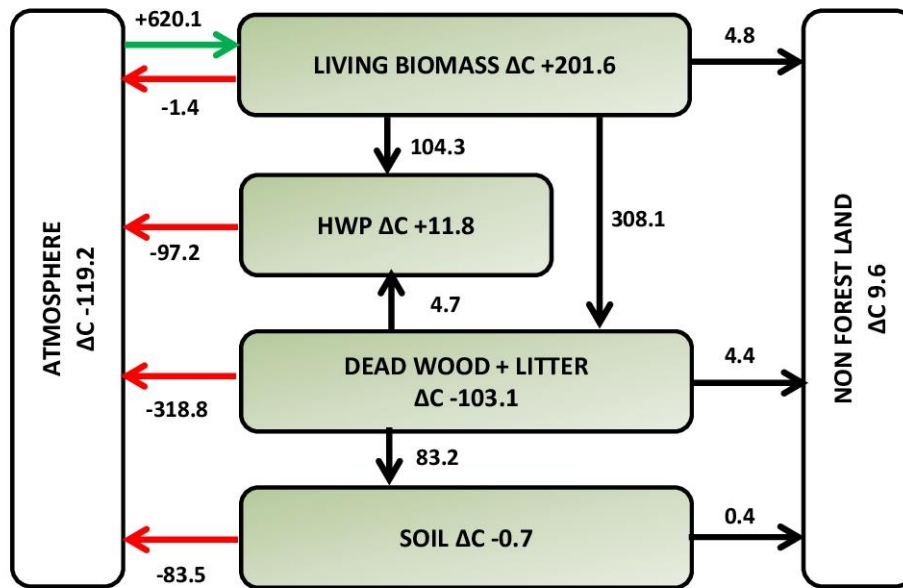 +620.1
-1.4
LIVING BIOMASS ΔC +201.6
4.8
104.3
HWP ΔC +11.8
-97.2
308.1
4.7
DEAD WOOD + LITTER
ΔC -103.1
-318.8
4.4
83.2
SOIL ΔC -0.7
-83.5
0.4
ATMOSPHERE
ΔC -119.2
NON FOREST LAND
ΔC 9.6